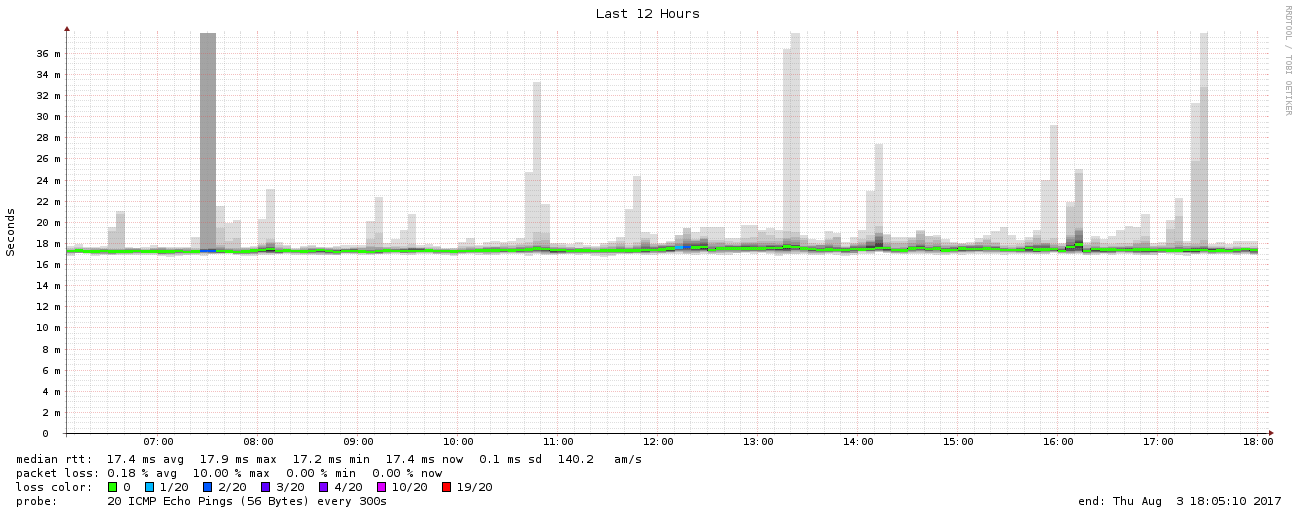 Last 12 Hours
RRDTOOL / TOBI OETIKER
Seconds
36 m
34 m
32 m
30 m
28 m
26 m
24 m
22 m
20 m
18 m
16 m
14 m
12 m
10 m
8 m
6 m
4 m
2 m
0
07:00 08:00 09:00 10:00 11:00 12:00 13:00 14:00 15:00 16:00 17:00 18:00
median rtt: 17.4 ms avg 17.9 ms max 17.2 ms min 17.4 ms now 0.1 ms sd 140.2 am/s
packet loss: 0.18 % avg 10.00 % max 0.00 % min 0.00 % now
loss color: 0 1/20 2/20 3/20 4/20 10/20 19/20
probe: 20 ICMP Echo Pings (56 Bytes) every 300s end: Thu Aug 3 18:05:10 2017